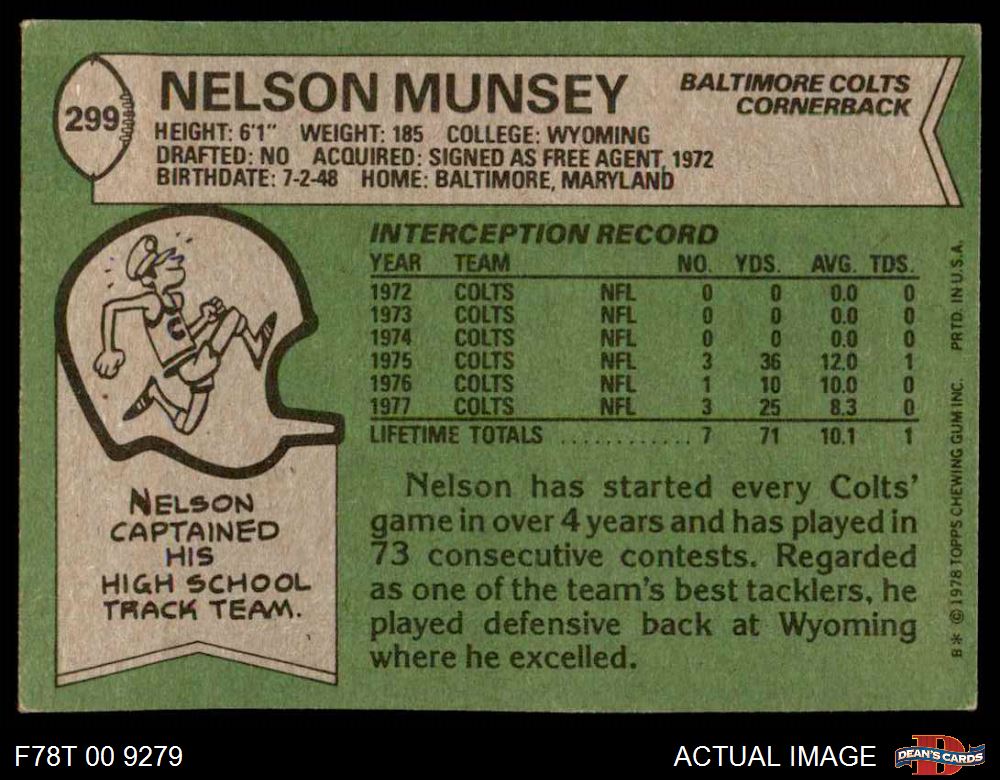 299
NELSON MUNSEY
BALTIMORE COLTS
CORNERBACK
HEIGHT: 6'1" WEIGHT: 185 COLLEGE: WYOMING
DRAFTED: NO ACQUIRED: SIGNED AS FREE AGENT, 1972
BIRTHDATE: 7-2-48 HOME: BALTIMORE, MARYLAND
C
NELSON
CAPTAINED
HIS
HIGH SCHOOL
TRACK TEAM.
INTERCEPTION RECORD
YEAR TEAM NO. YDS. AVG. TDS.
1972 COLTS NFL 0 0 0.0 0
1973 COLTS NFL 0 0 0.0 0
1974 COLTS NFL 0 0 0.0 0
1975 COLTS NFL 3 36 12.0 1
1976 COLTS NFL 1 10 10.0 0
1977 COLTS NFL 3 25 8.3 0
LIFETIME TOTALS ............ 7 71 10.1 1
Nelson has started every Colts'
game in over 4 years and has played in
73 consecutive contests. Regarded
as one of the team's best tacklers, he
played defensive back at Wyoming
where he excelled.
B* ©1978 TOPPS CHEWING GUM INC. PRTD. IN U.S.A.
F78T 00 9279
ACTUAL IMAGE
D
DEAN'S CARDS